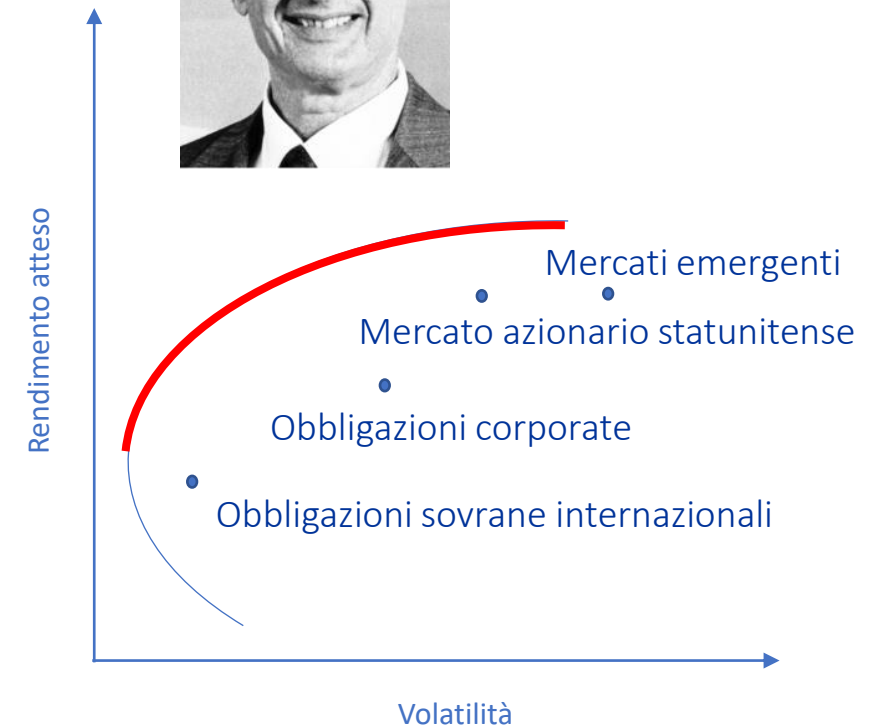 Rendimento atteso
Mercati emergenti
Mercato azionario statunitense
Obbligazioni corporate
Obbligazioni sovrane internazionali
Volatilità